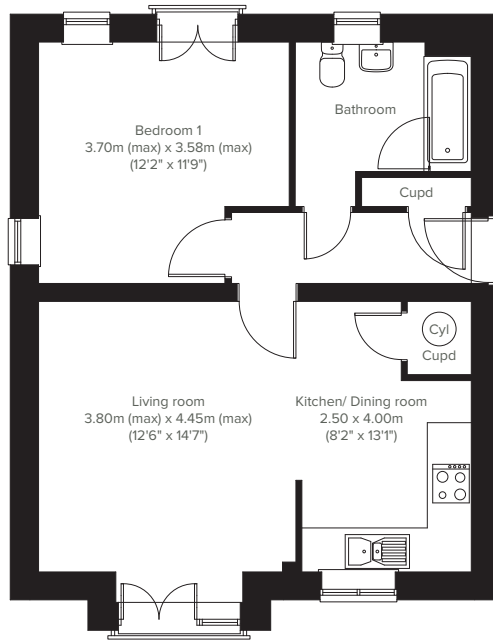 Bedroom 1
3.70m (max) x 3.58m (max)
(12'2" x 11'9")
Bathroom
Cupd
Cyl
Cupd
Living room
3.80m (max) x 4.45m (max)
(12'6" x 14'7")
Kitchen/ Dining room
2.50 x 4.00m
(8'2" x 13'1")